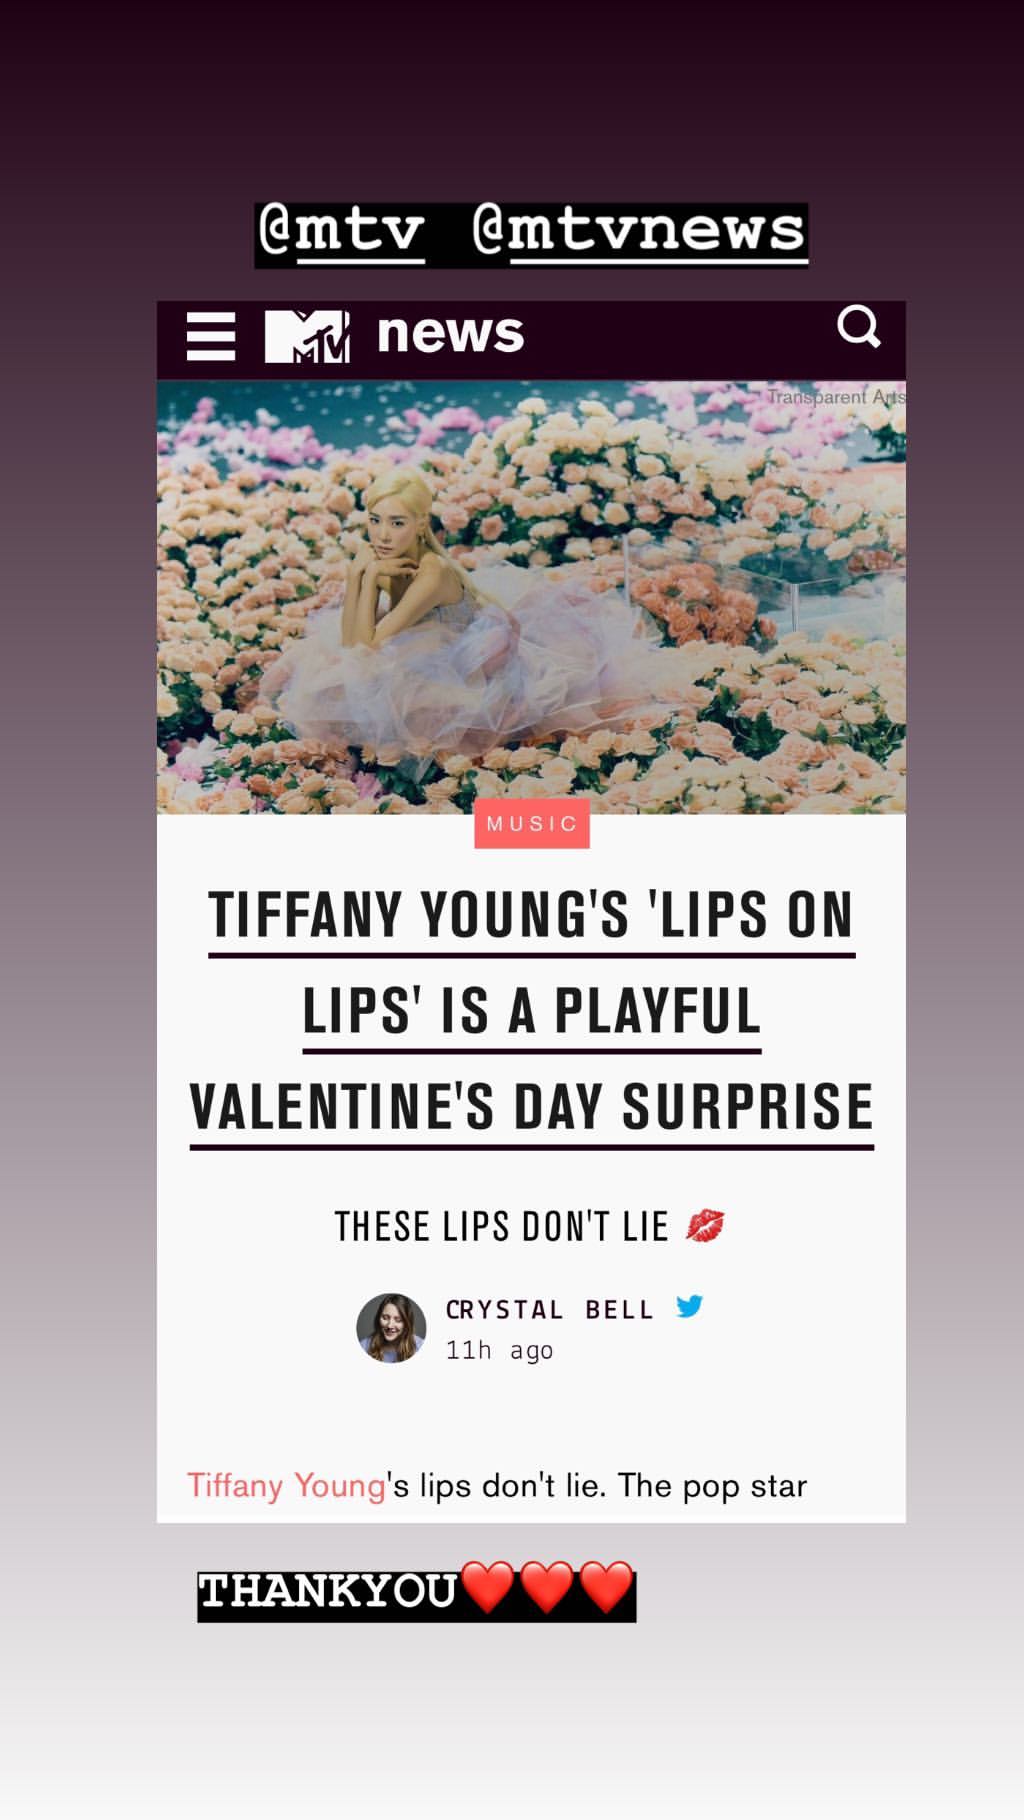 @mtv @mtvnews
MTV news
Transparent Arts
MUSIC
TIFFANY YOUNG'S 'LIPS ON
LIPS' IS A PLAYFUL
VALENTINE'S DAY SURPRISE
THESE LIPS DON'T LIE 💋
CRYSTAL BELL
11h ago
Tiffany Young's lips don't lie. The pop star
THANKYOU❤️❤️❤️